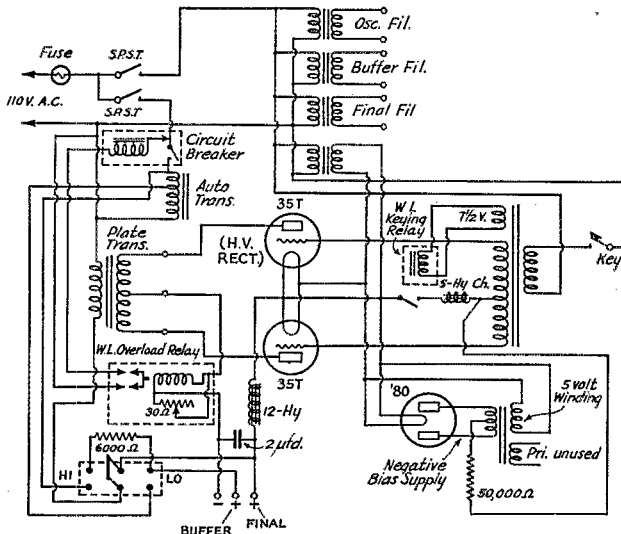 Osc. Fil.
Fuse
S.P.S.T.
Buffer Fil.
110V. A.C.
S.P.S.T
Final Fil
Circuit
Breaker
Auto
Trans.
35T
W.L.
Keying
Relay
7½V.
Plate
Trans.
(H.V.
RECT.)
Key
5-Hy Ch.
W.L. Overload Relay
35T
'80
5 volt
Winding
30Ω
12-Hy
2 µfd.
6000Ω
HI
LO
Negative
Bias Supply
Pri. unused
50,000Ω
- + +
BUFFER
FINAL